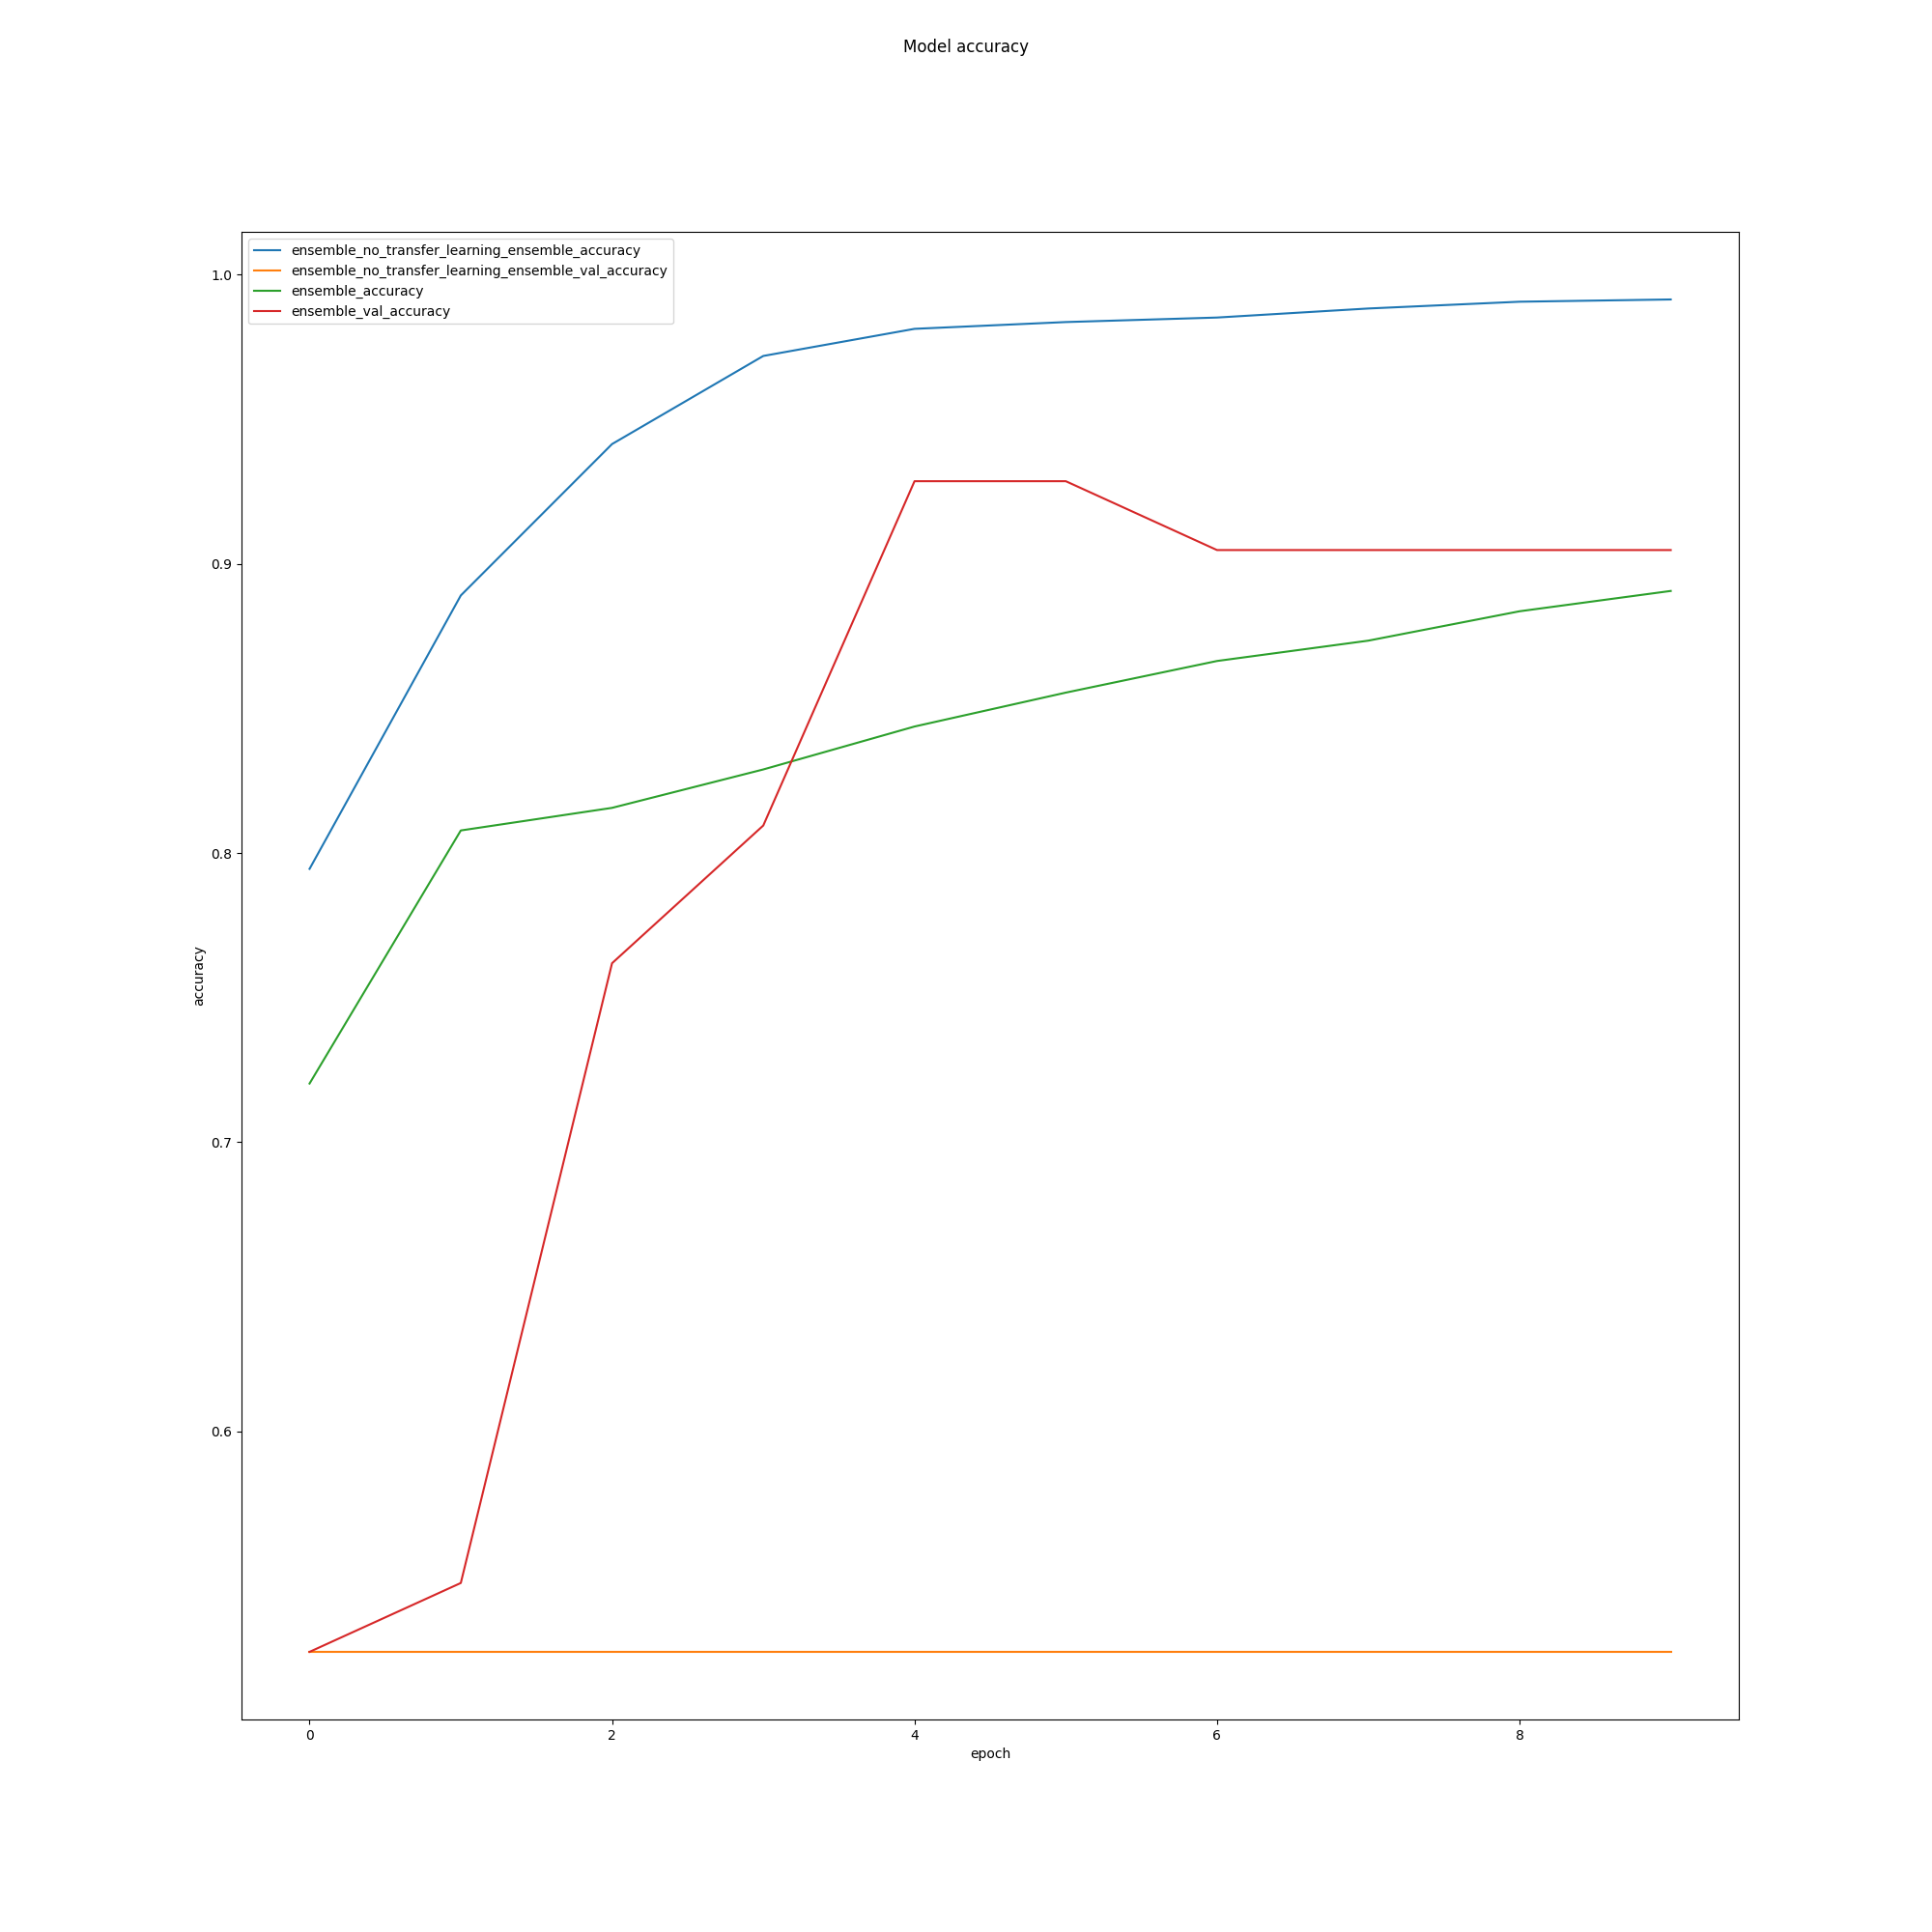 Model accuracy
ensemble_no_transfer_learning_ensemble_accuracy
ensemble_no_transfer_learning_ensemble_val_accuracy
ensemble_accuracy
ensemble_val_accuracy
1.0
0.9
0.8
0.7
0.6
accuracy
0 2 4 6 8
epoch